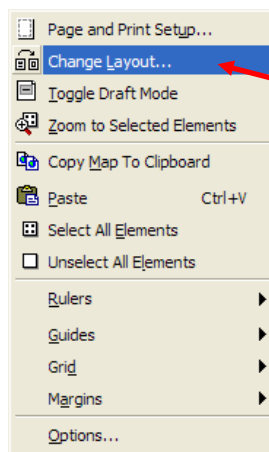 Page and Print Setup...
Change Layout...
Toggle Draft Mode
Zoom to Selected Elements
Copy Map To Clipboard
Paste Ctrl+V
Select All Elements
Unselect All Elements
Rulers
Guides
Grid
Margins
Options...